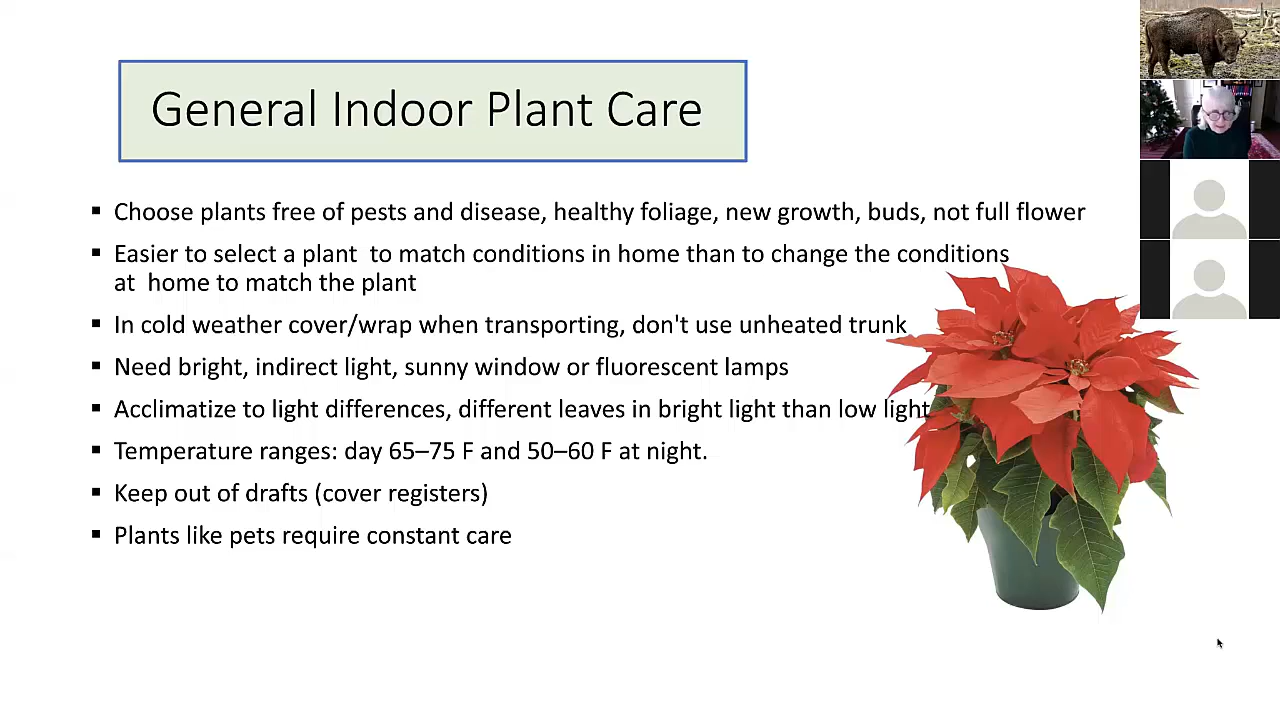 General Indoor Plant Care
▪ Choose plants free of pests and disease, healthy foliage, new growth, buds, not full flower
▪ Easier to select a plant  to match conditions in home than to change the conditions
at  home to match the plant
▪ In cold weather cover/wrap when transporting, don't use unheated trunk
▪ Need bright, indirect light, sunny window or fluorescent lamps
▪ Acclimatize to light differences, different leaves in bright light than low light
▪ Temperature ranges: day 65–75 F and 50–60 F at night.
▪ Keep out of drafts (cover registers)
▪ Plants like pets require constant care